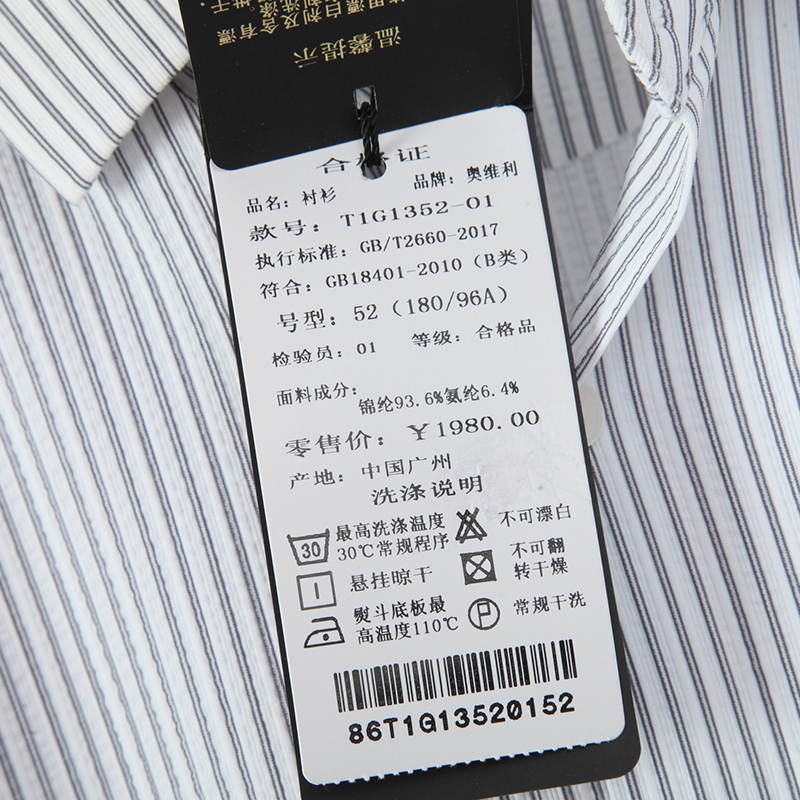 温馨提示
合格证
品名：衬衫 品牌：奥维利
款号：T1G1352-01
执行标准：GB/T2660-2017
符合：GB18401-2010（B类）
号型：52（180/96A）
检验员：01 等级：合格品
面料成分：
锦纶93.6%氨纶6.4%
零售价：￥1980.00
产地：中国广州
洗涤说明
30 最高洗涤温度
30℃常规程序
不可漂白
悬挂晾干
不可翻
转干燥
熨斗底板最
高温度110℃
P 常规干洗
86T1G13520152